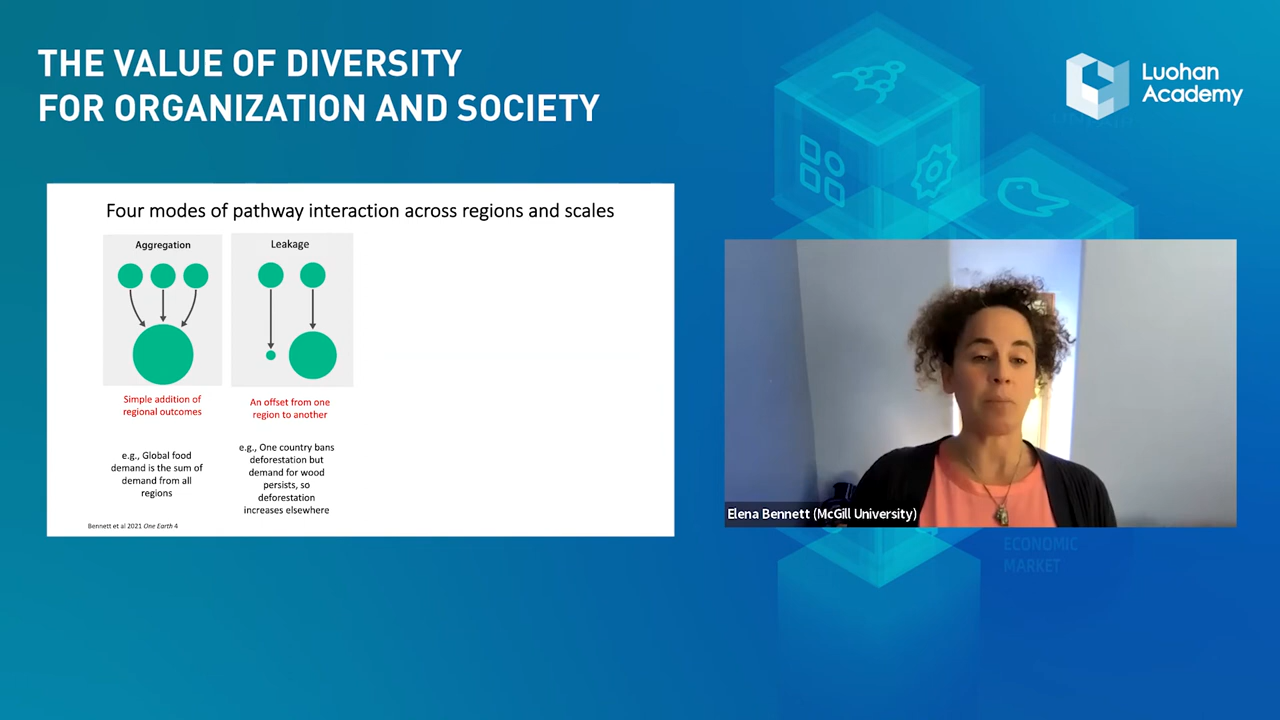 THE VALUE OF DIVERSITY
FOR ORGANIZATION AND SOCIETY
Luohan
Academy
Four modes of pathway interaction across regions and scales
Aggregation
Simple addition of
regional outcomes
e.g., Global food
demand is the sum of
demand from all
regions
Leakage
An offset from one
region to another
e.g., One country bans
deforestation but
demand for wood
persists, so
deforestation
increases elsewhere
Bennett et al 2021 One Earth 4
Elena Bennett (McGill University)
ECONOMIC
MARKET